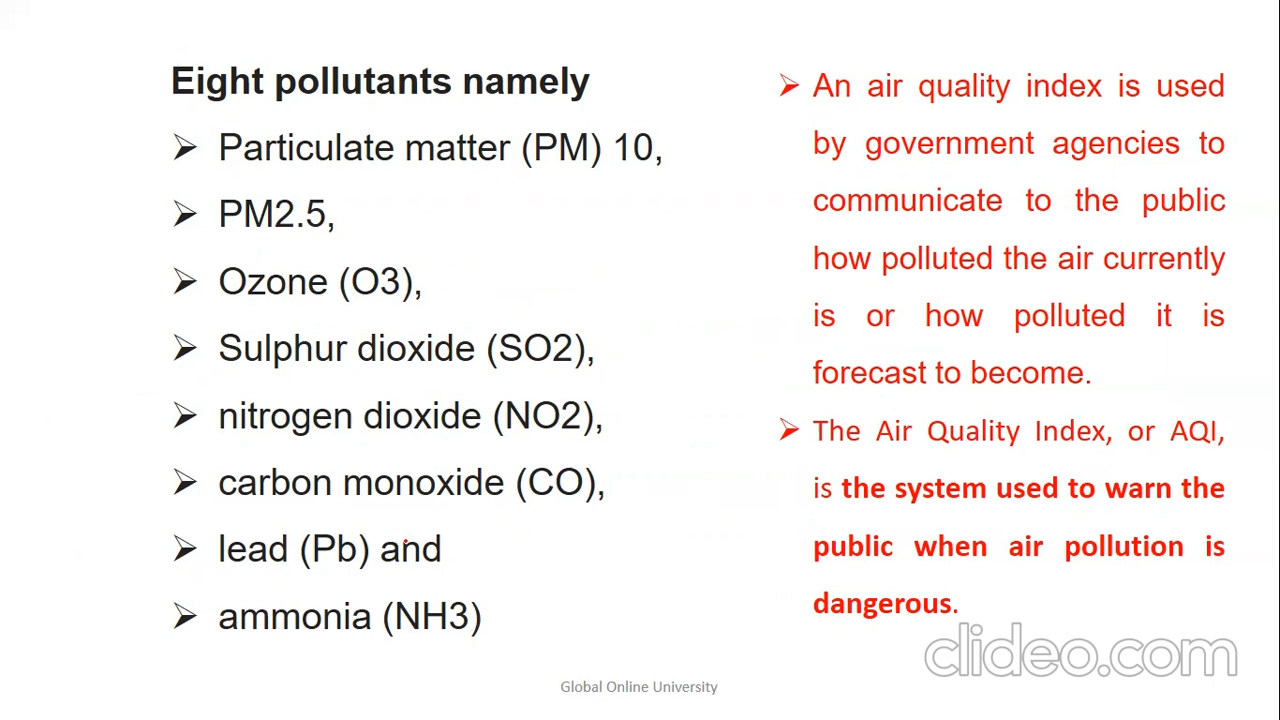 Eight pollutants namely
Particulate matter (PM) 10,
PM2.5,
Ozone (O3),
Sulphur dioxide (SO2),
nitrogen dioxide (NO2),
carbon monoxide (CO),
lead (Pb) and
ammonia (NH3)
An air quality index is used
by government agencies to
communicate to the public
how polluted the air currently
is or how polluted it is
forecast to become.
The Air Quality Index, or AQI,
is the system used to warn the
public when air pollution is
dangerous.
clideo.com
Global Online University